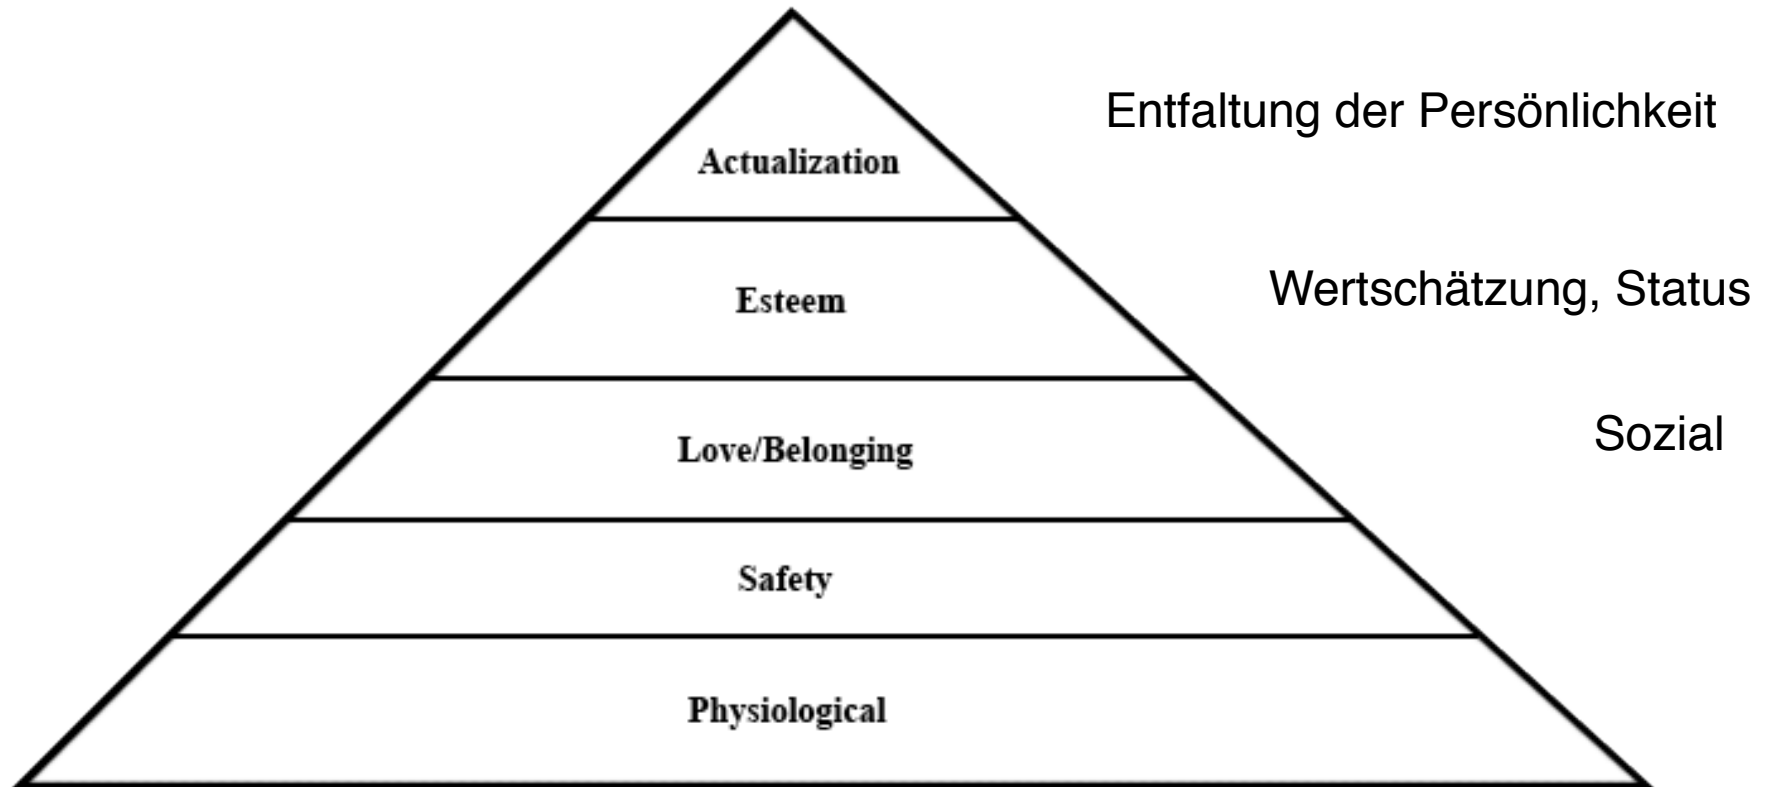 Entfaltung der Persönlichkeit
Actualization
Wertschätzung, Status
Esteem
Sozial
Love/Belonging
Safety
Physiological